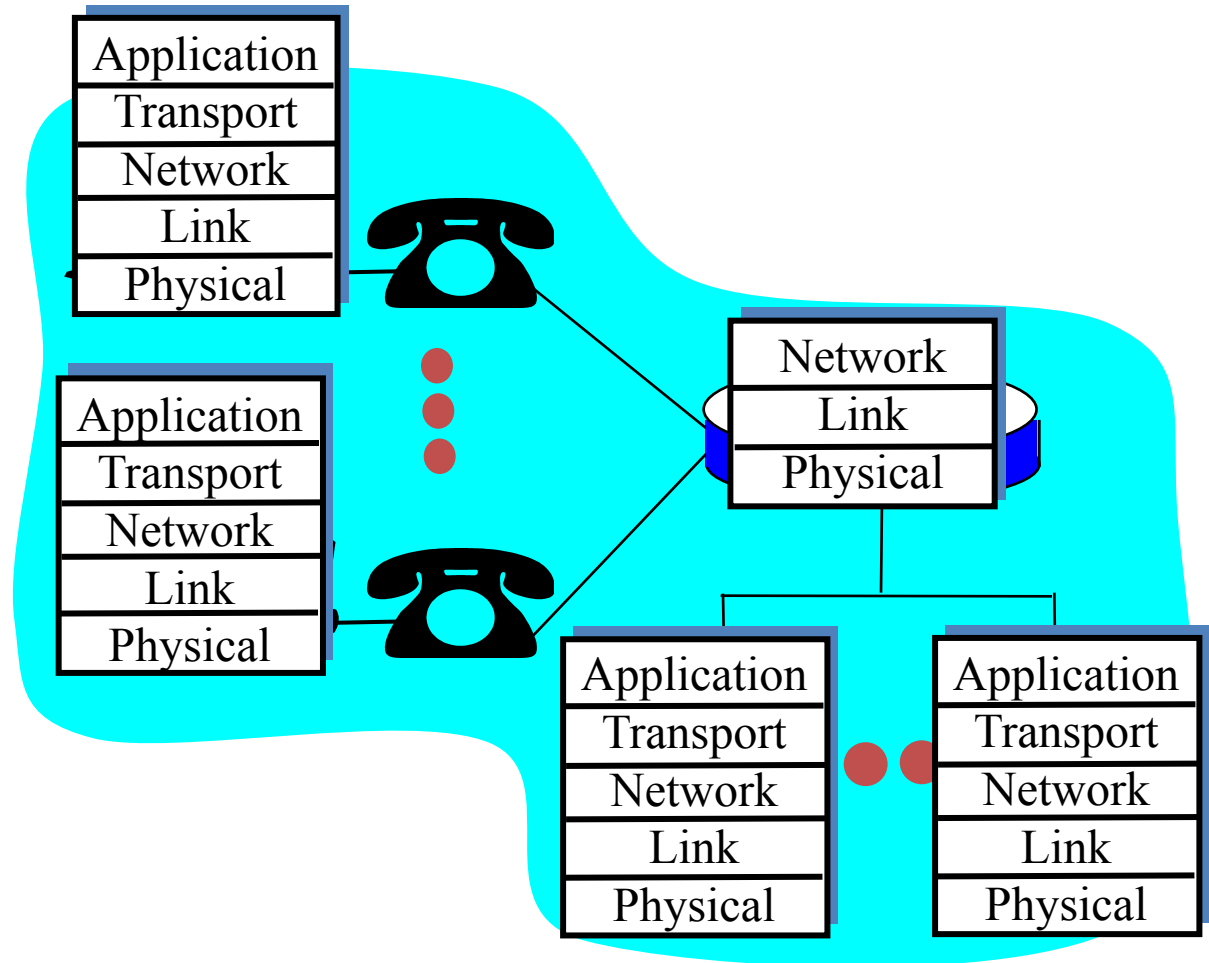 Application
Transport
Network
Link
Physical
Application
Transport
Network
Link
Physical
Network
Link
Physical
Application
Transport
Network
Link
Physical
Application
Transport
Network
Link
Physical